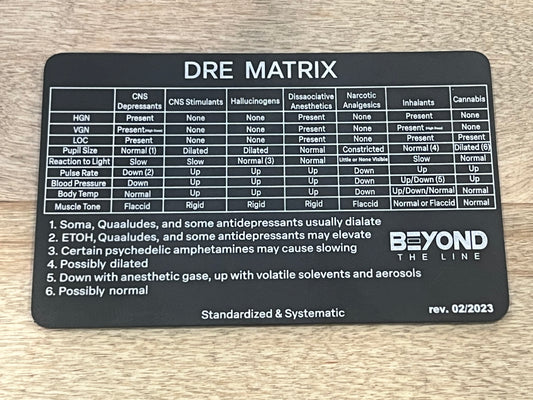 DRE MATRIX
CNS Depressants CNS Stimulants Hallucinogens Dissaociative Anesthetics Narcotic Analgesics Inhalants Cannabis
HGN Present None None Present None Present None
VGN Present (High Dose) None None Present None Present (High Dose) None
LOC Present None None Present None Present Present
Pupil Size Normal (1) Dilated Dilated Normal Constricted Normal (4) Dilated (6)
Reaction to Light Slow Slow Normal (3) Normal Little or None Visible Slow Normal
Pulse Rate Down (2) Up Up Up Down Up Up
Blood Pressure Down Up Up Up Down Up/Down (5) Up
Body Temp Normal Up Up Up Down Up/Down/Normal Normal
Muscle Tone Flaccid Rigid Rigid Rigid Flaccid Normal or Flaccid Normal
1. Soma, Quaaludes, and some antidepressants usually dialate
2. ETOH, Quaaludes, and some antidepressants may elevate
3. Certain psychedelic amphetamines may cause slowing
4. Possibly dilated
5. Down with anesthetic gase, up with volatile solevents and aerosols
6. Possibly normal
BEYOND
THE LINE
Standardized & Systematic
rev. 02/2023